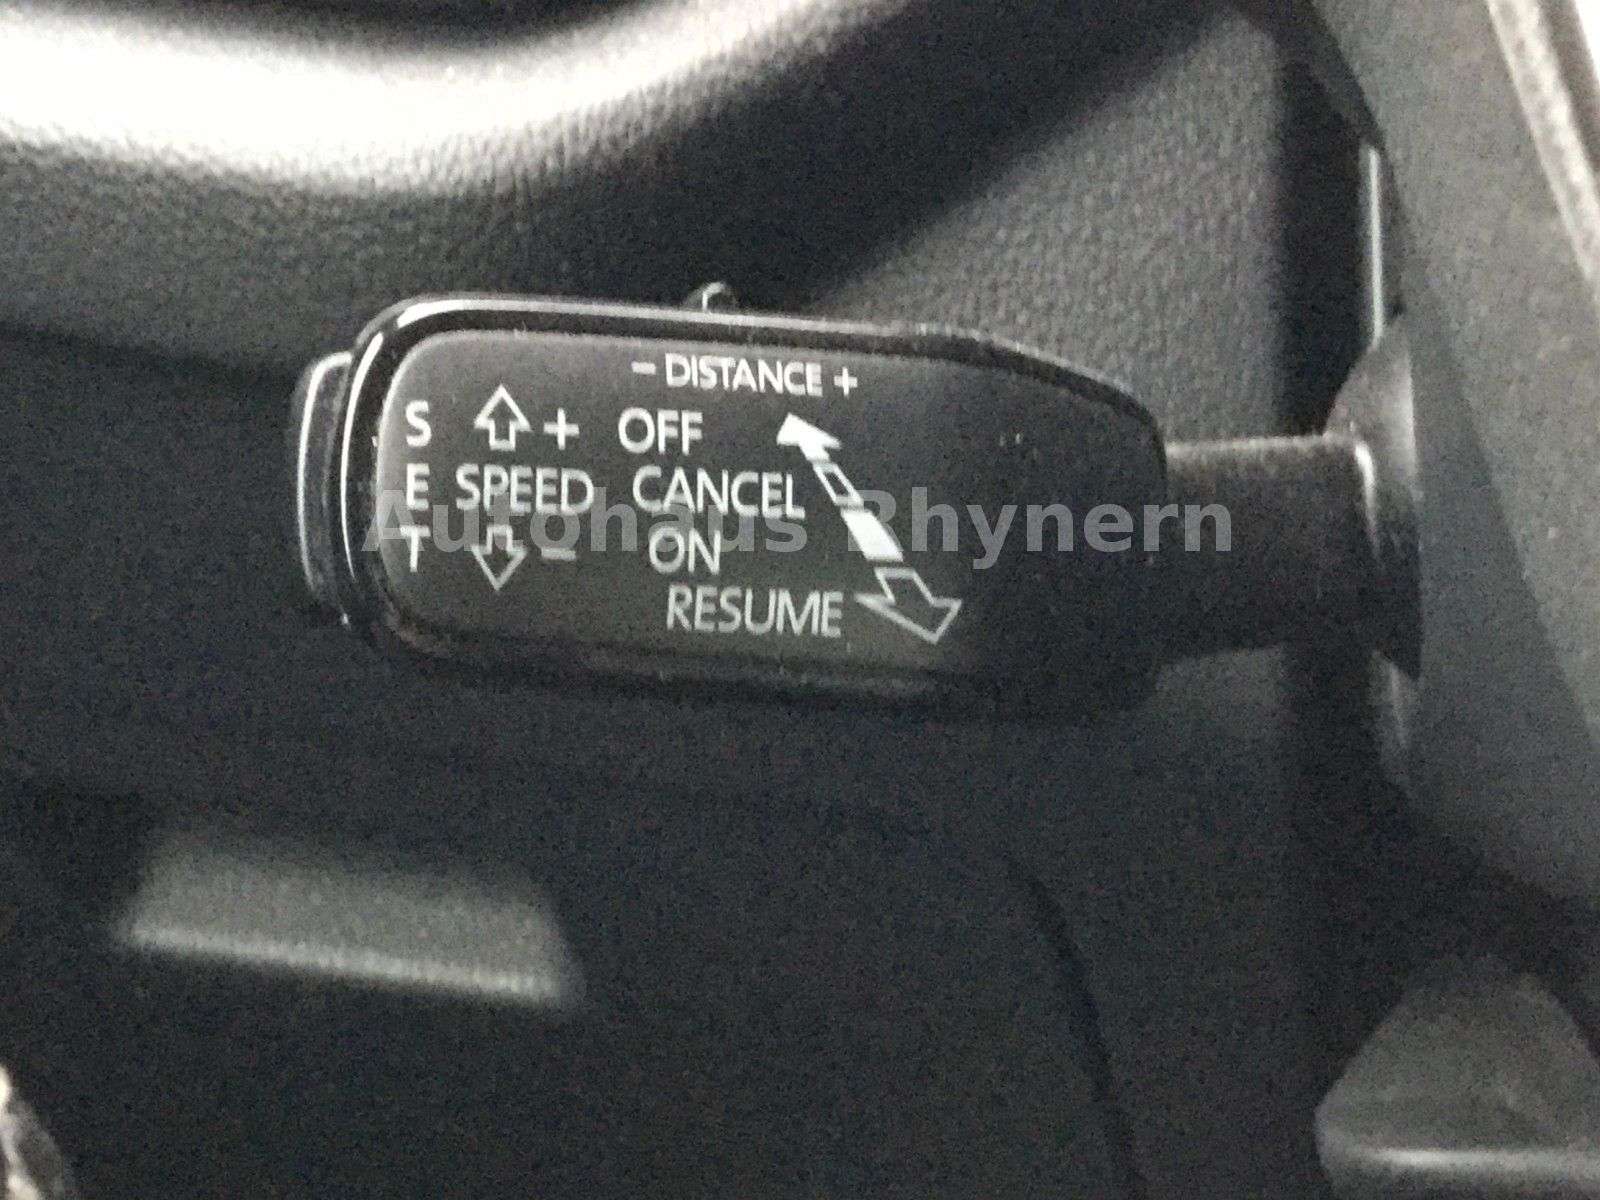 - DISTANCE +
S + OFF
E SPEED CANCEL
T - ON
RESUME
Autohaus Rhynern